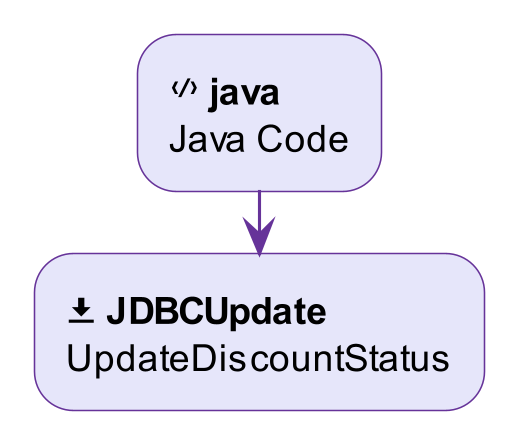 java
Java Code
JDBCUpdate
UpdateDiscountStatus